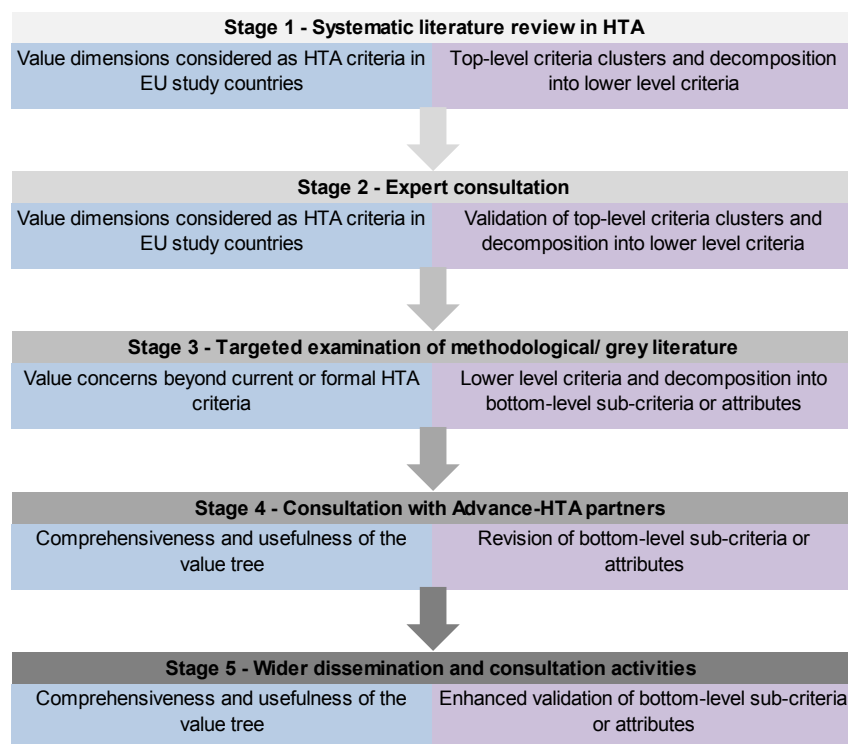 Stage 1 - Systematic literature review in HTA
Value dimensions considered as HTA criteria in
EU study countries
Top-level criteria clusters and decomposition
into lower level criteria
Stage 2 - Expert consultation
Value dimensions considered as HTA criteria in
EU study countries
Validation of top-level criteria clusters and
decomposition into lower level criteria
Stage 3 - Targeted examination of methodological/ grey literature
Value concerns beyond current or formal HTA
criteria
Lower level criteria and decomposition into
bottom-level sub-criteria or attributes
Stage 4 - Consultation with Advance-HTA partners
Comprehensiveness and usefulness of the
value tree
Revision of bottom-level sub-criteria or
attributes
Stage 5 - Wider dissemination and consultation activities
Comprehensiveness and usefulness of the
value tree
Enhanced validation of bottom-level sub-criteria
or attributes